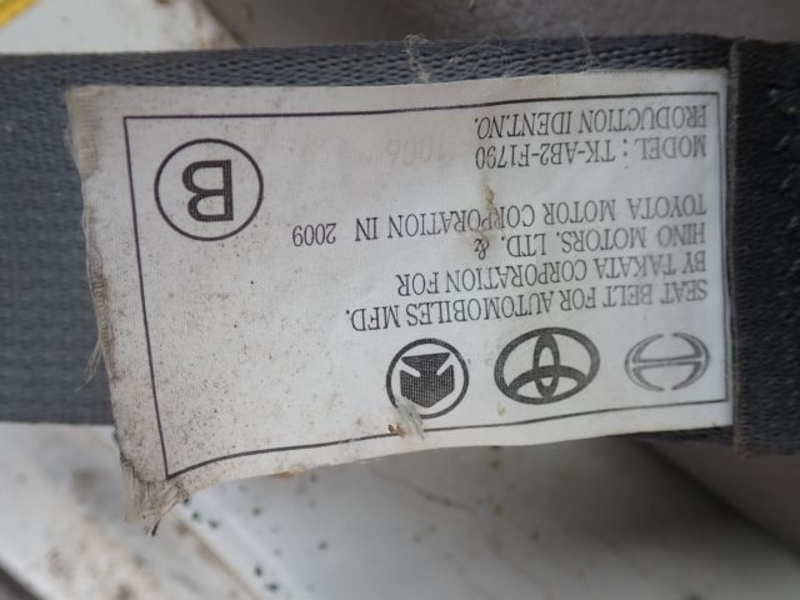 SEAT BELT FOR AUTOMOBILES MFD.
BY TAKATA CORPORATION FOR
HINO MOTORS. LTD. &
TOYOTA MOTOR CORPORATION IN 2009
MODEL : TK-AB2-F1790
PRODUCTION IDENT.NO.
B